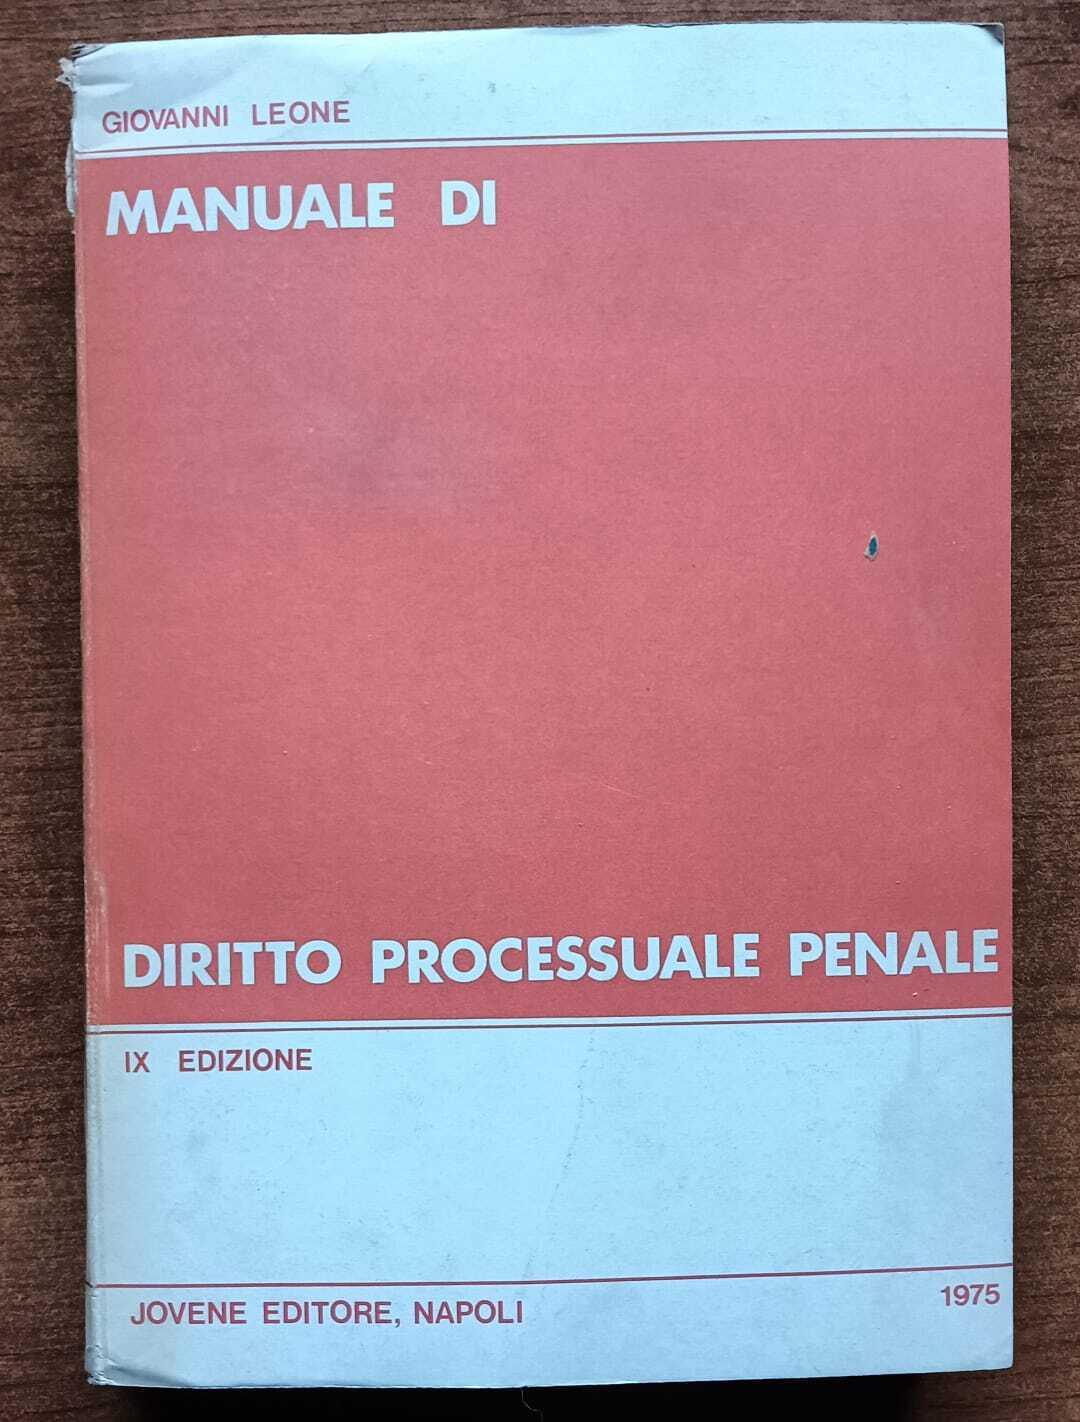 GIOVANNI LEONE
MANUALE DI
DIRITTO PROCESSUALE PENALE
IX EDIZIONE
JOVENE EDITORE, NAPOLI
1975